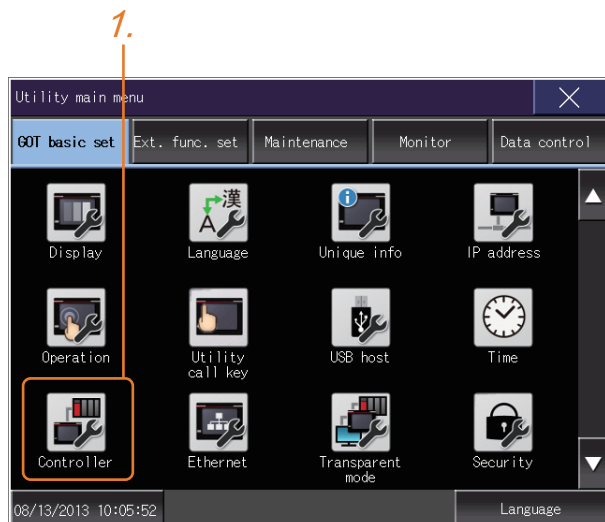 1.
Utility main menu
GOT basic set
Ext. func. set
Maintenance
Monitor
Data control
漢
A
i
Display
Language
Unique info
IP address
Operation
Utility
call key
USB host
Time
Controller
Ethernet
Transparent
mode
Security
08/13/2013 10:05:52
Language